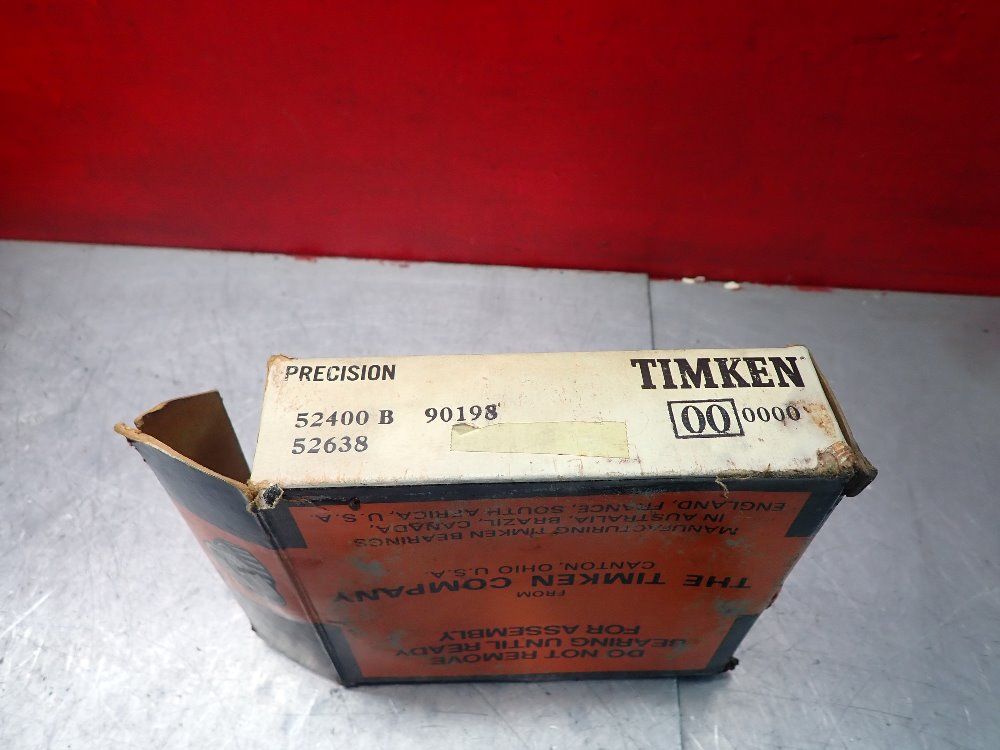 PRECISION
TIMKEN
52400 B 90198
00 0000
52638
DO NOT REMOVE
BEARING UNTIL READY
FOR ASSEMBLY
FROM
THE TIMKEN COMPANY
CANTON, OHIO U.S.A.
MANUFACTURING TIMKEN BEARINGS
IN AUSTRALIA, BRAZIL, CANADA,
ENGLAND, FRANCE, SOUTH AFRICA, U.S.A.